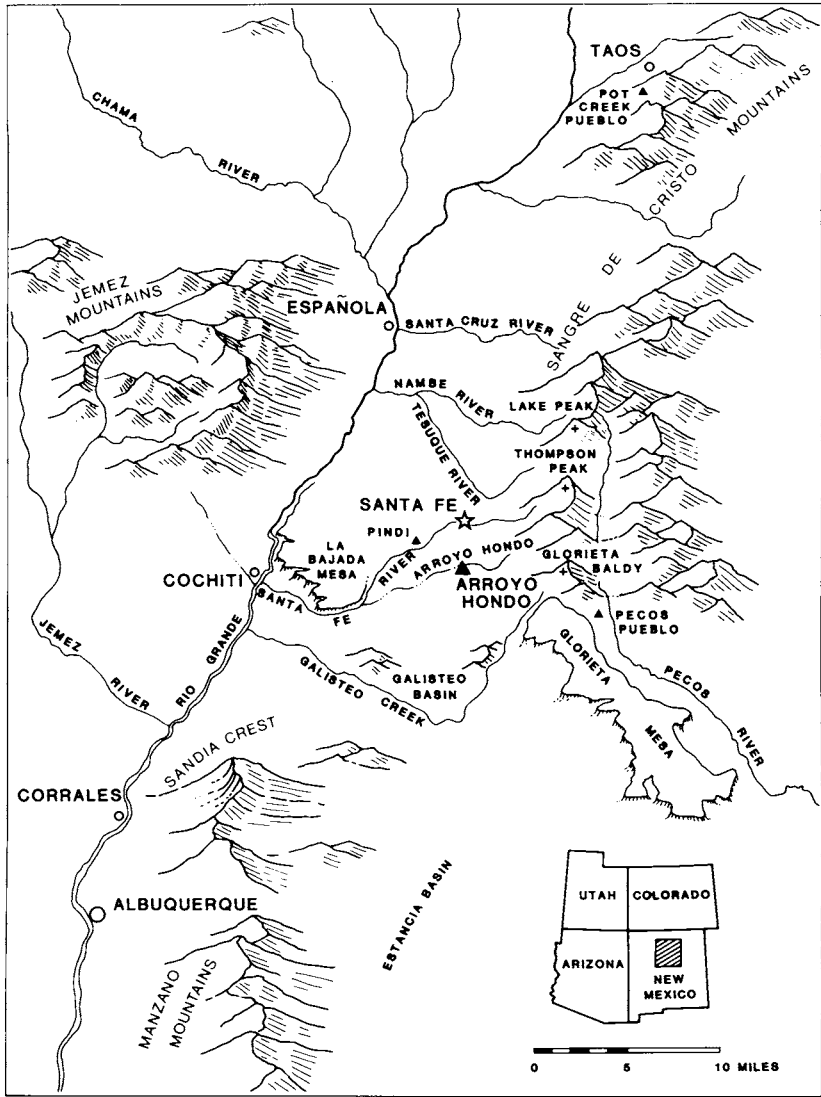 TAOS
POT
CREEK
PUEBLO
MOUNTAINS
CHAMA
RIVER
CRISTO
DE
SANGRE
JEMEZ
MOUNTAINS
ESPAÑOLA
SANTA CRUZ RIVER
NAMBE RIVER
LAKE PEAK
TESUQUE RIVER
THOMPSON
PEAK
SANTA FE
PINDI
LA
BAJADA
MESA
RIVER
ARROYO HONDO
GLORIETA
BALDY
COCHITI
SANTA FE
ARROYO
HONDO
PECOS
PUEBLO
JEMEZ
RIVER
RIO GRANDE
GALISTEO CREEK
GALISTEO
BASIN
GLORIETA
MESA
PECOS
RIVER
SANDIA CREST
CORRALES
ALBUQUERQUE
ESTANCIA BASIN
MANZANO
MOUNTAINS
UTAH
COLORADO
ARIZONA
NEW
MEXICO
0 5 10 MILES